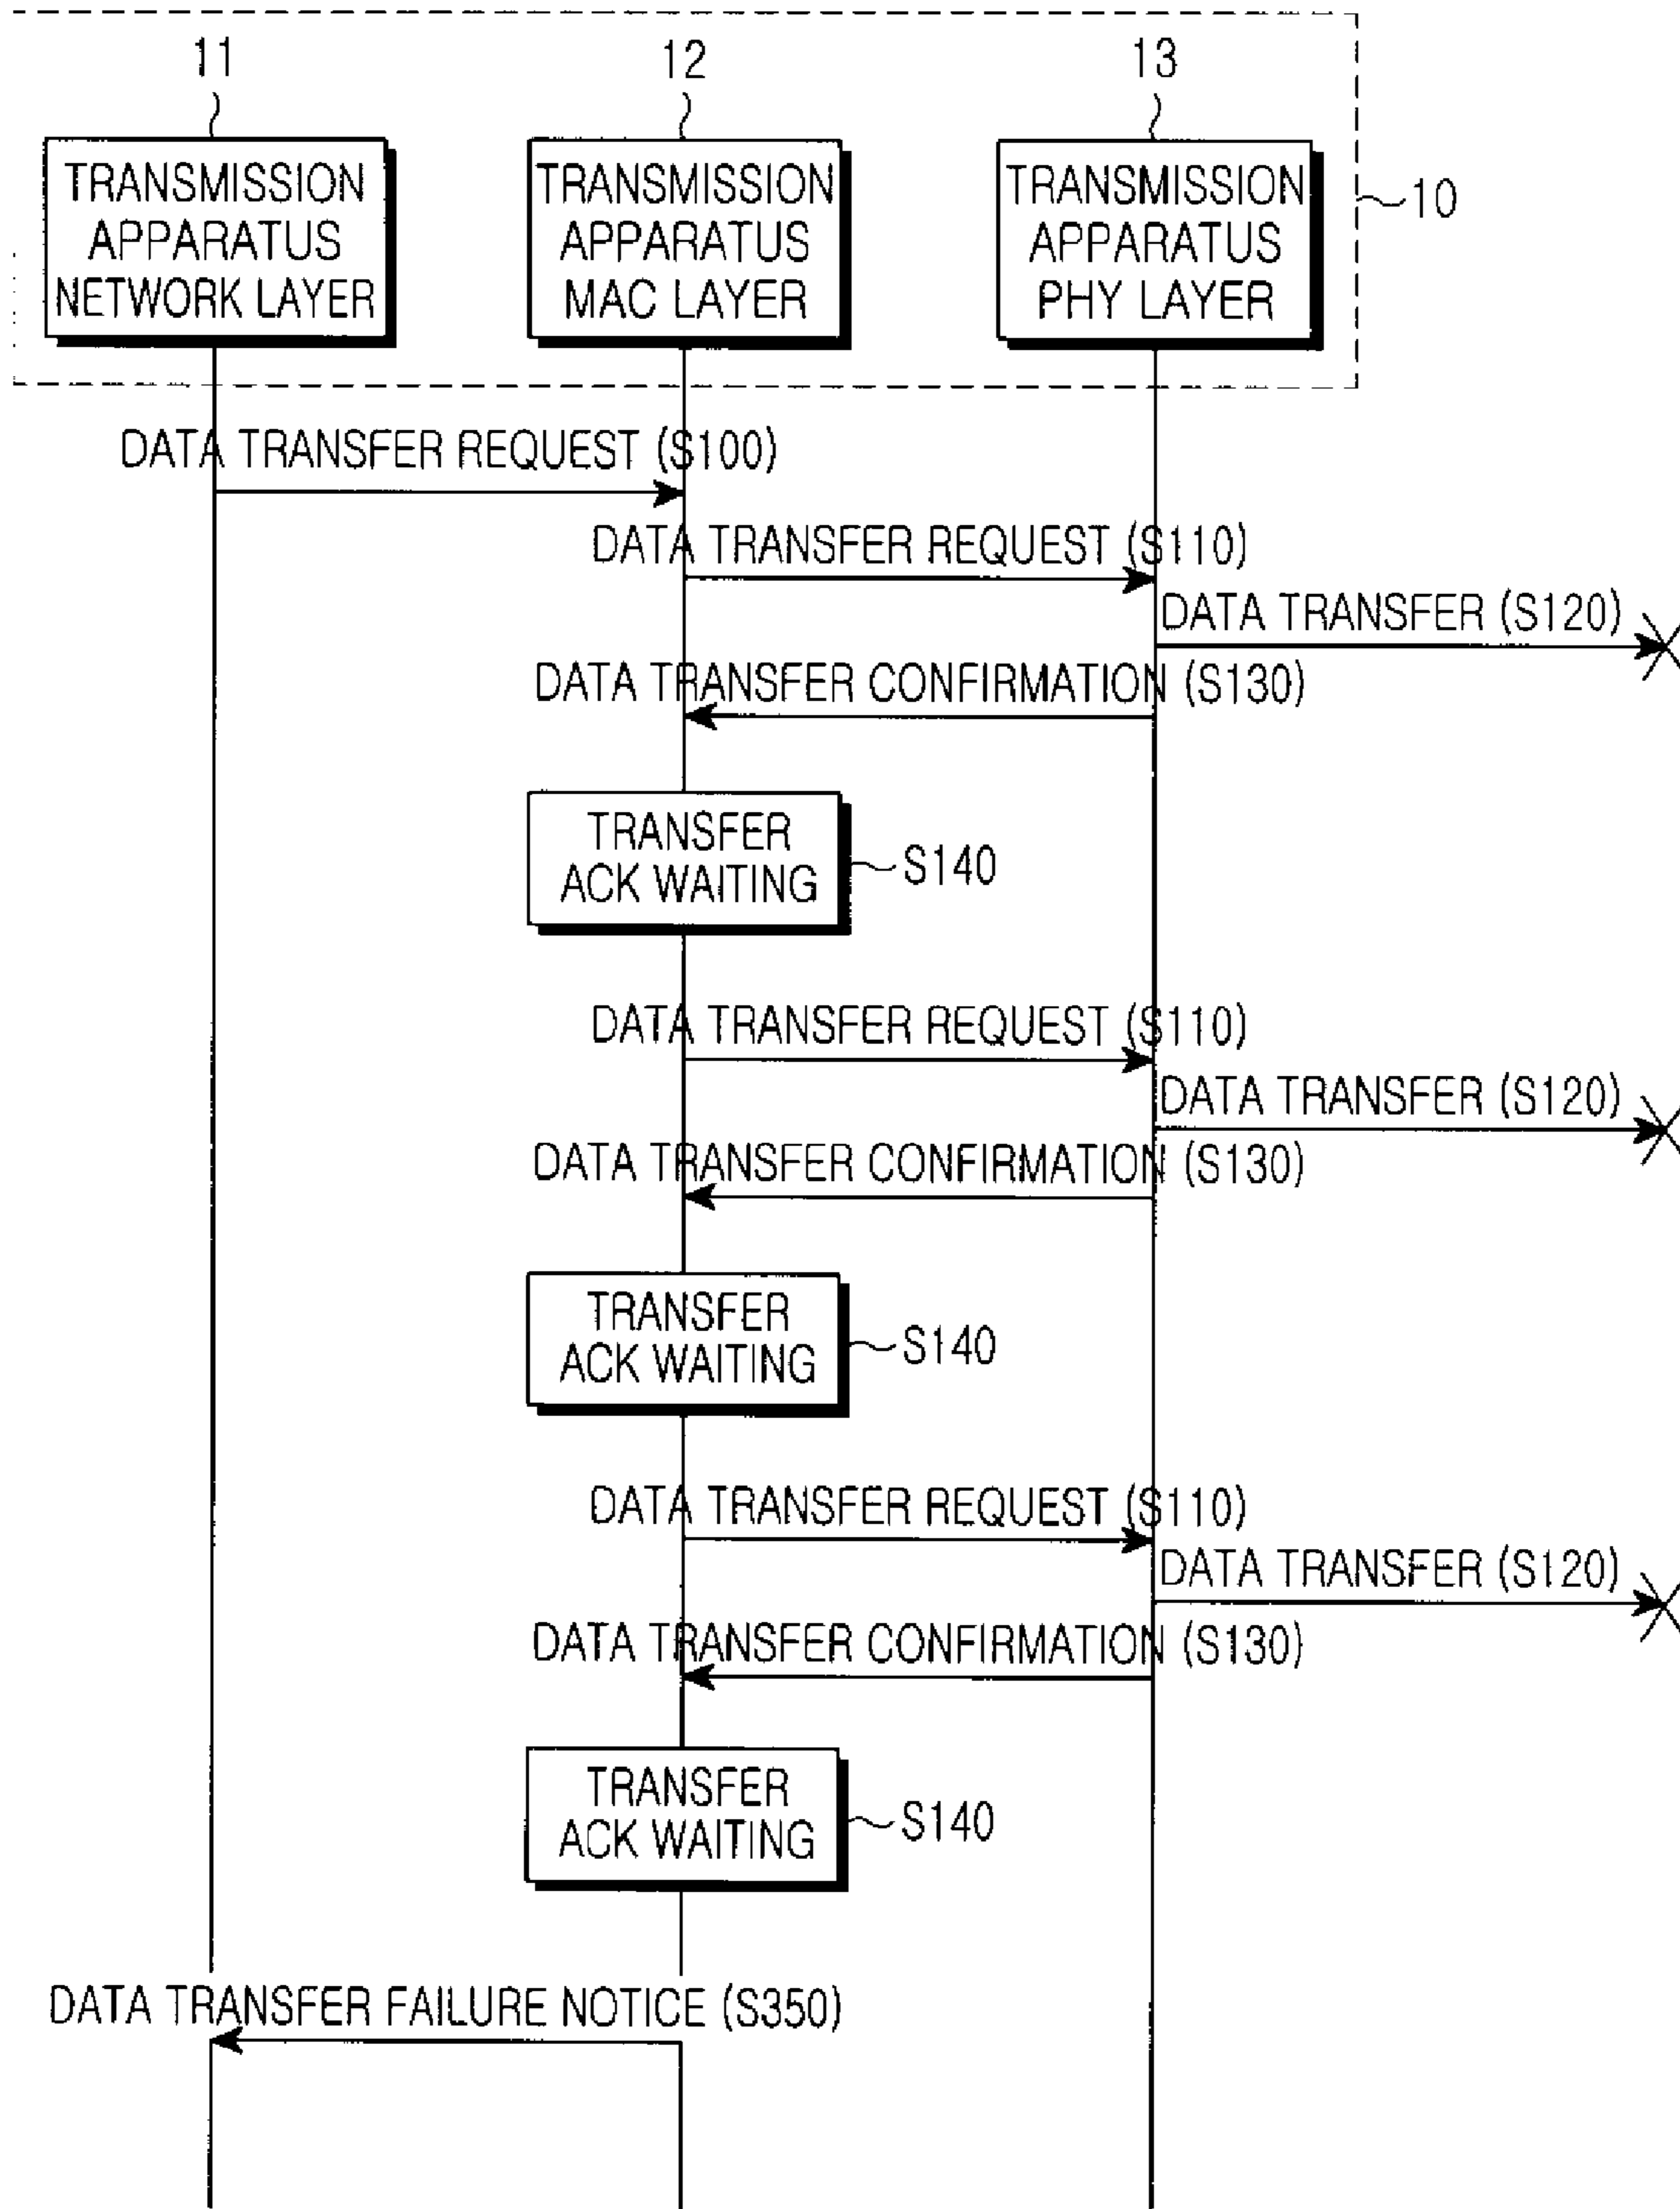 11
12
13
TRANSMISSION
APPARATUS
NETWORK LAYER
TRANSMISSION
APPARATUS
MAC LAYER
TRANSMISSION
APPARATUS
PHY LAYER
10
DATA TRANSFER REQUEST (S100)
DATA TRANSFER REQUEST (S110)
DATA TRANSFER (S120)
DATA TRANSFER CONFIRMATION (S130)
TRANSFER
ACK WAITING
S140
DATA TRANSFER REQUEST (S110)
DATA TRANSFER (S120)
DATA TRANSFER CONFIRMATION (S130)
TRANSFER
ACK WAITING
S140
DATA TRANSFER REQUEST (S110)
DATA TRANSFER (S120)
DATA TRANSFER CONFIRMATION (S130)
TRANSFER
ACK WAITING
S140
DATA TRANSFER FAILURE NOTICE (S350)